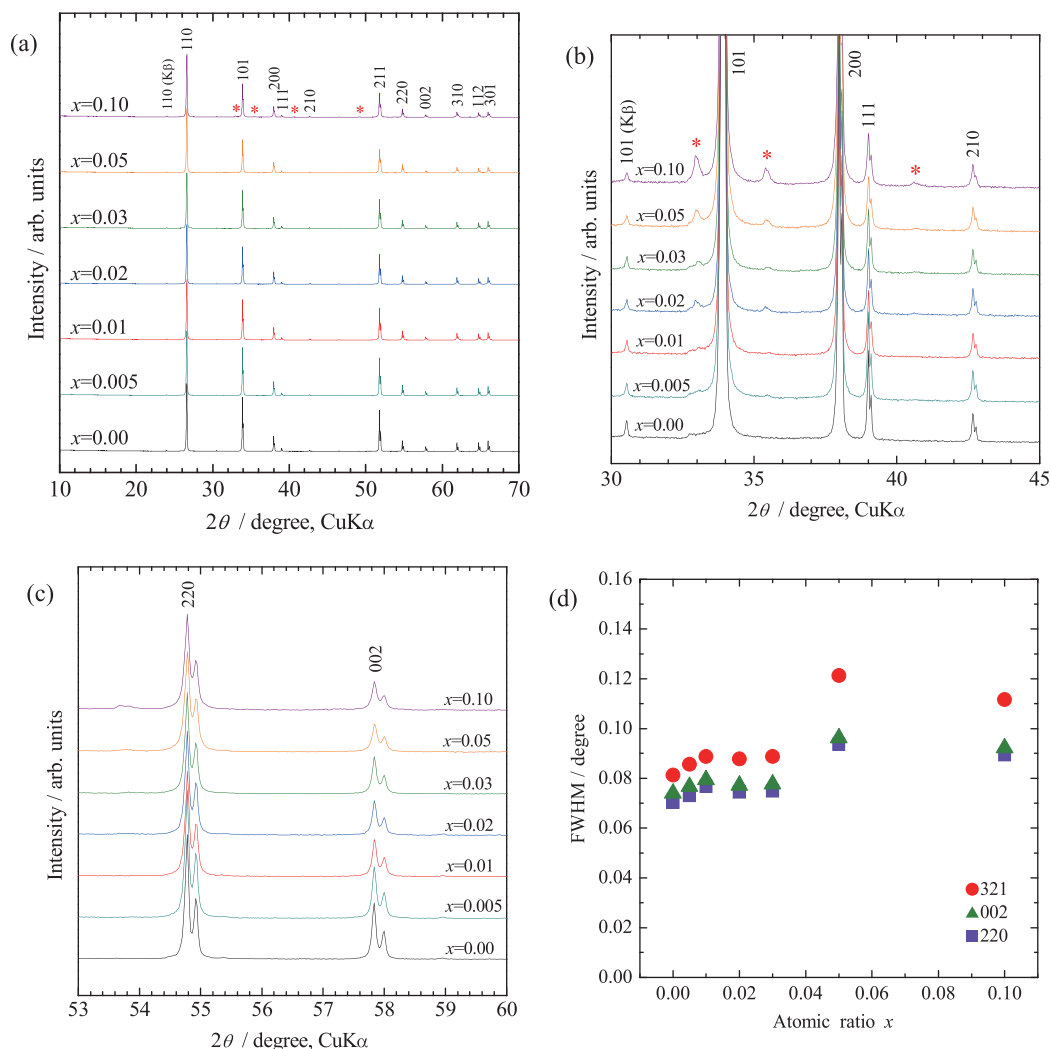 (a)
110
110 (Kβ)
101
200
111
210
211
220
002
310
112
301
* * * *
x=0.10
x=0.05
x=0.03
x=0.02
x=0.01
x=0.005
x=0.00
Intensity / arb. units
10 20 30 40 50 60 70
2θ / degree, CuKα
(b)
101 (Kβ)
101
200
111
210
* * *
x=0.10
x=0.05
x=0.03
x=0.02
x=0.01
x=0.005
x=0.00
Intensity / arb. units
30 35 40 45
2θ / degree, CuKα
(c)
220
002
x=0.10
x=0.05
x=0.03
x=0.02
x=0.01
x=0.005
x=0.00
Intensity / arb. units
53 54 55 56 57 58 59 60
2θ / degree, CuKα
(d)
0.16
0.14
0.12
0.10
0.08
0.06
0.04
0.02
0.00
FWHM / degree
321
002
220
0.00 0.02 0.04 0.06 0.08 0.10
Atomic ratio x